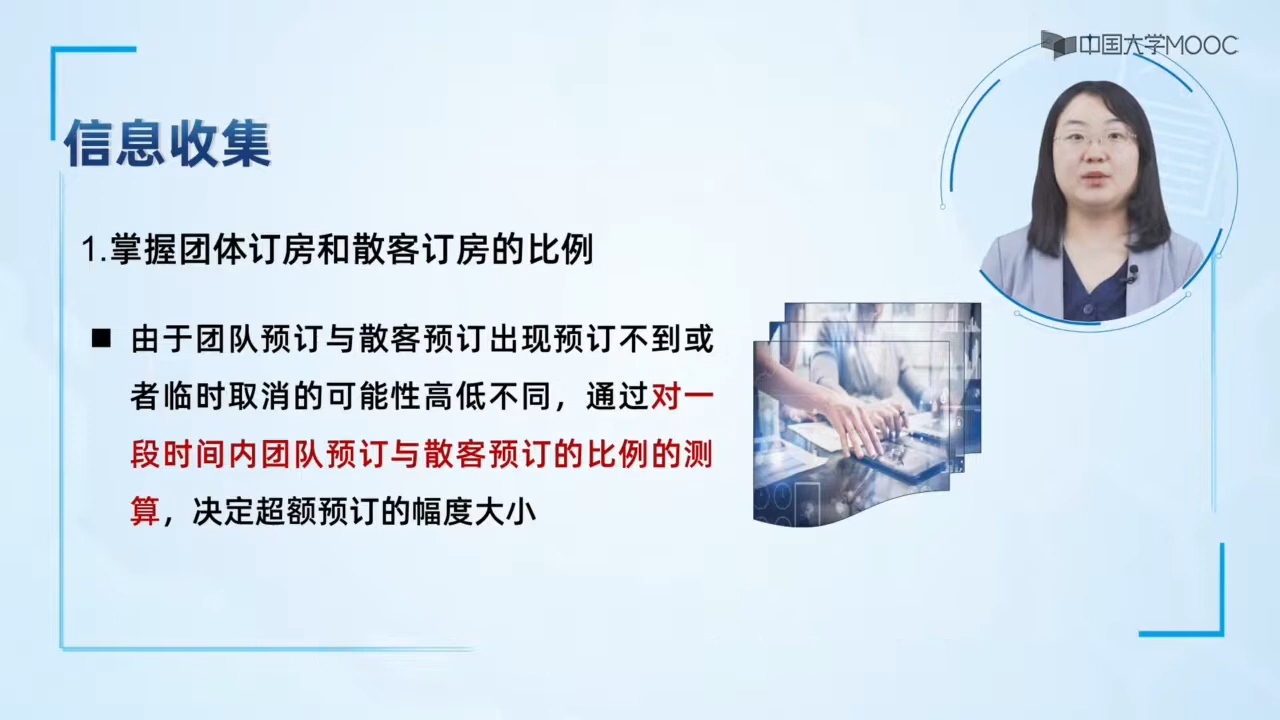 中国大学MOOC
信息收集
1.掌握团体订房和散客订房的比例
■ 由于团队预订与散客预订出现预订不到或
者临时取消的可能性高低不同，通过对一
段时间内团队预订与散客预订的比例的测
算，决定超额预订的幅度大小